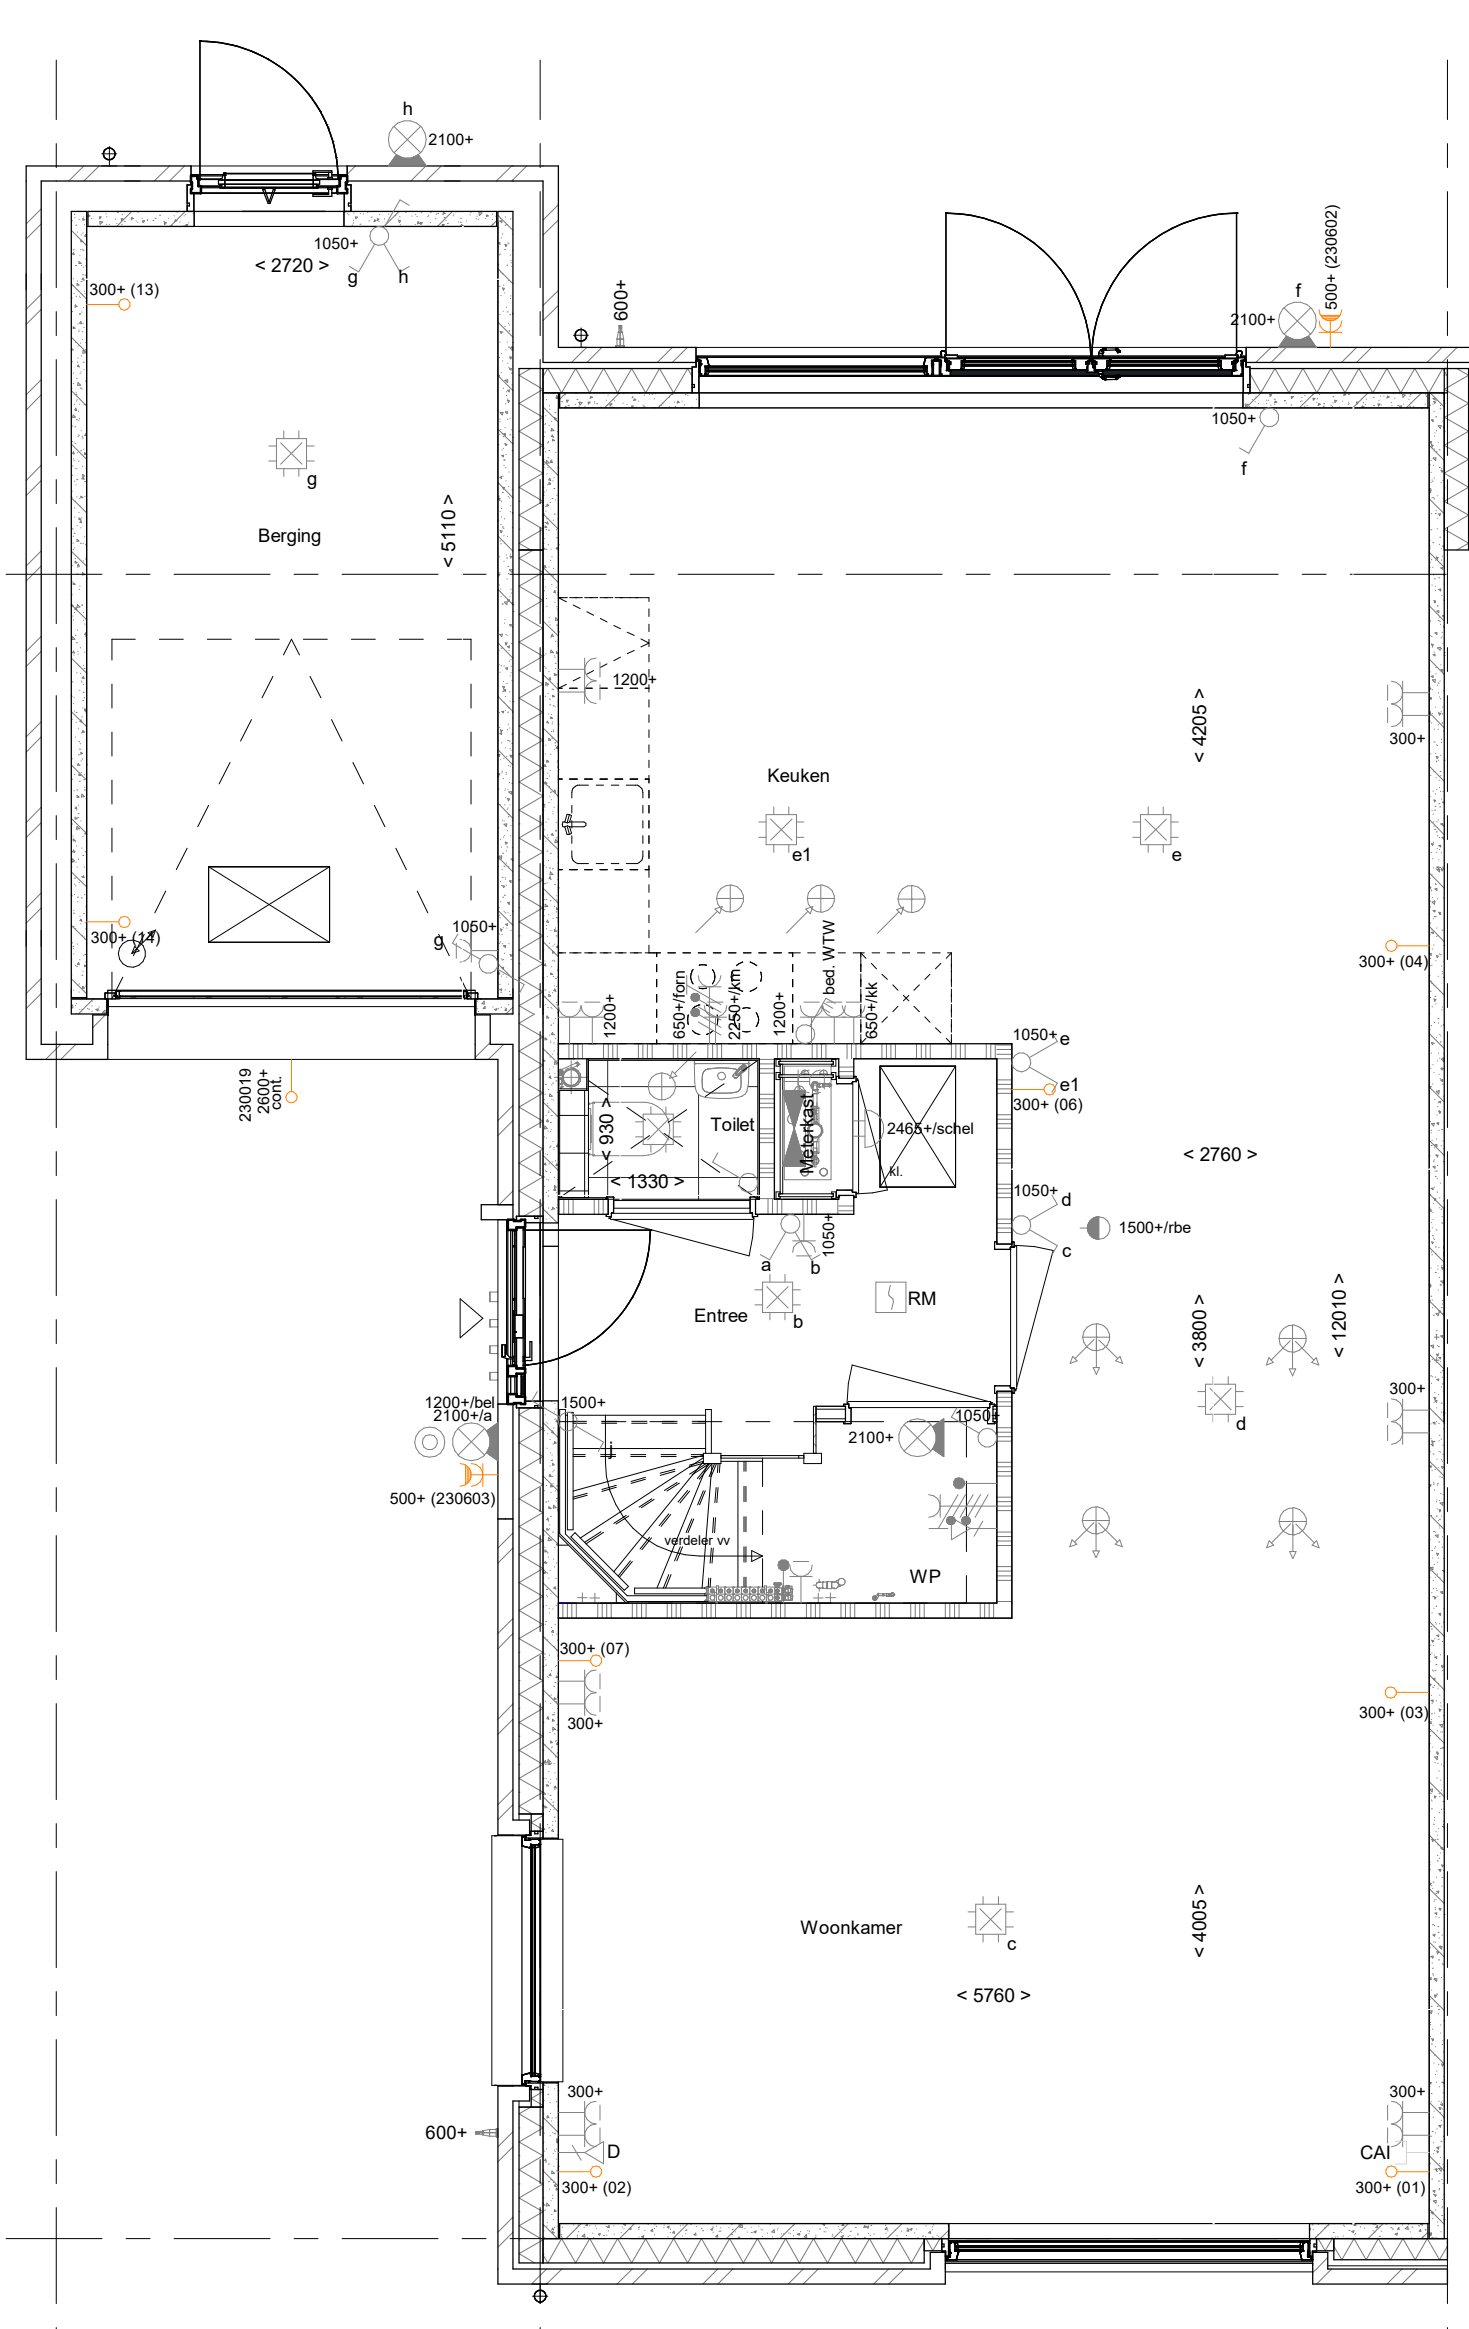 h
2100+
1050+
g
h
< 2720 >
300+ (13)
600+
f
2100+
500+ (230602)
1050+
f
g
Berging
< 5110 >
1200+
< 4205 >
300+
Keuken
e1
e
300+ (14)
g
1050+
bed. WTW
300+ (04)
1200+
650+/forn
2250+/km
1200+
650+/kk
1050+
e
e1
300+ (06)
230019
2600+
cont.
< 930 >
Toilet
Meterkast
2465+/schel
kl.
< 2760 >
< 1330 >
1050+
d
c
1500+/rbe
1050+
a
b
Entree
b
RM
< 3800 >
< 12010 >
1200+/bel
2100+/a
1500+
j
2100+
1050+
d
300+
500+ (230603)
verdeler vv
WP
300+ (07)
300+
300+ (03)
Woonkamer
c
< 4005 >
< 5760 >
300+
300+
600+
D
CAI
300+ (02)
300+ (01)